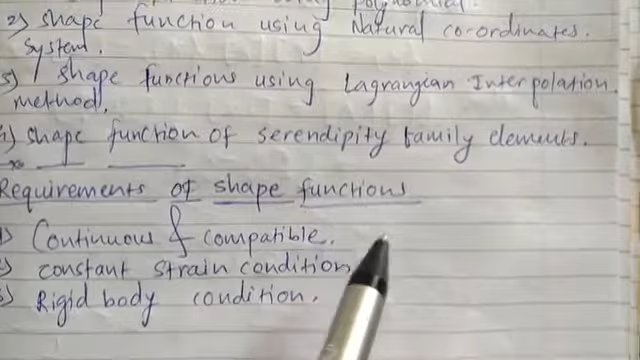 polynomial.
2) shape function using Natural co-ordinates.
system.
3) shape functions using Lagrangian Interpolation
method.
4) shape function of serendipity family elements.
Requirements of shape functions
1) Continuous & compatible.
2) constant strain condition
3) Rigid body condition.